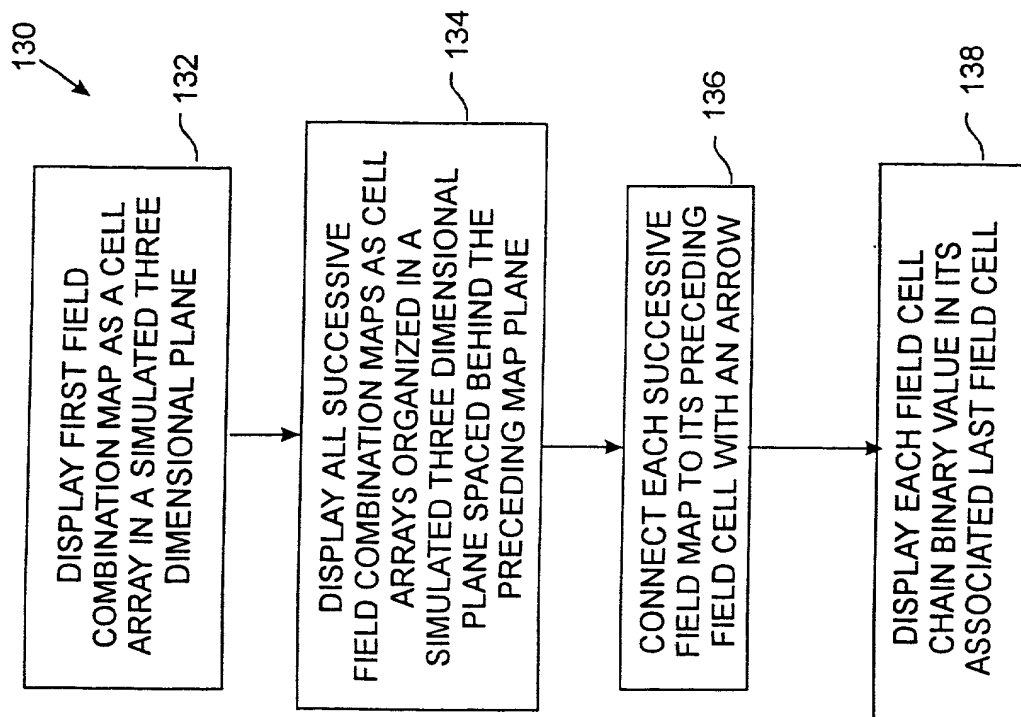 130
DISPLAY FIRST FIELD
COMBINATION MAP AS A CELL
ARRAY IN A SIMULATED THREE
DIMENSIONAL PLANE
132
DISPLAY ALL SUCCESSIVE
FIELD COMBINATION MAPS AS CELL
ARRAYS ORGANIZED IN A
SIMULATED THREE DIMENSIONAL
PLANE SPACED BEHIND THE
PRECEDING MAP PLANE
134
CONNECT EACH SUCCESSIVE
FIELD MAP TO ITS PRECEDING
FIELD CELL WITH AN ARROW
136
DISPLAY EACH FIELD CELL
CHAIN BINARY VALUE IN ITS
ASSOCIATED LAST FIELD CELL
138